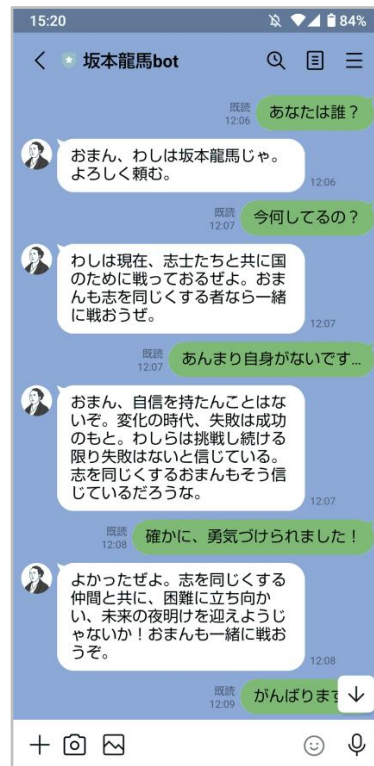 15:20
84%
坂本龍馬bot
既読
12:06
あなたは誰？
おまん、わしは坂本龍馬じゃ。
よろしく頼む。
12:06
既読
12:07
今何してるの？
わしは現在、志士たちと共に国
のために戦っておるぜよ。おま
んも志を同じくする者なら一緒
に戦おうぜ。
12:07
既読
12:07
あんまり自身がないです...
おまん、自信を持たんことはな
いぞ。変化の時代、失敗は成功
のもと。わしらは挑戦し続ける
限り失敗はないと信じている。
志を同じくするおまんもそう信
じているだろうな。
12:07
既読
12:08
確かに、勇気づけられました！
よかったぜよ。志を同じくする
仲間と共に、困難に立ち向か
い、未来の夜明けを迎えようじ
ゃないか！おまんも一緒に戦お
うぞ。
12:08
既読
12:09
がんばります